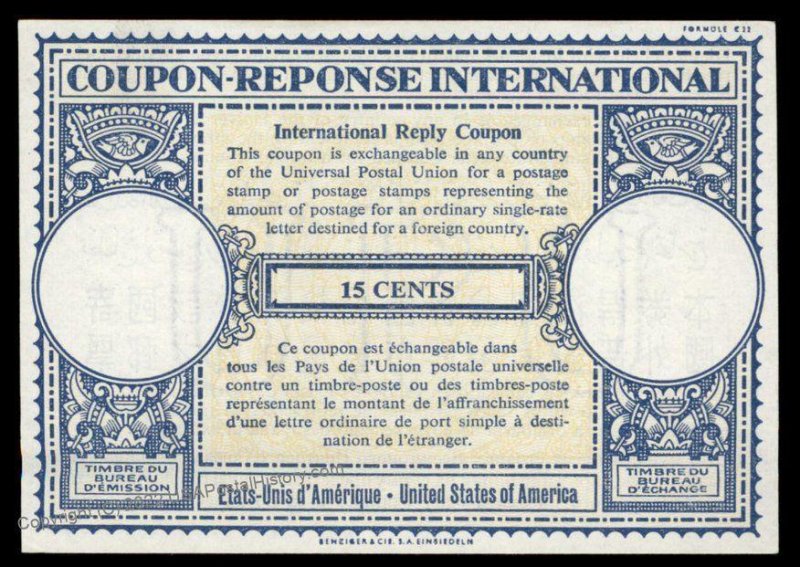 FORMULE C22
COUPON-REPONSE INTERNATIONAL
International Reply Coupon
This coupon is exchangeable in any country
of the Universal Postal Union for a postage
stamp or postage stamps representing the
amount of postage for an ordinary single-rate
letter destined for a foreign country.
15 CENTS
Ce coupon est échangeable dans
tous les Pays de l'Union postale universelle
contre un timbre-poste ou des timbres-poste
représentant le montant de l'affranchissement
d'une lettre ordinaire de port simple à desti-
nation de l'étranger.
TIMBRE DU
BUREAU
D'ÉMISSION
TIMBRE DU
BUREAU
D'ÉCHANGE
États-Unis d'Amérique · United States of America
BENZIGER & CIE. S.A. EINSIEDELN